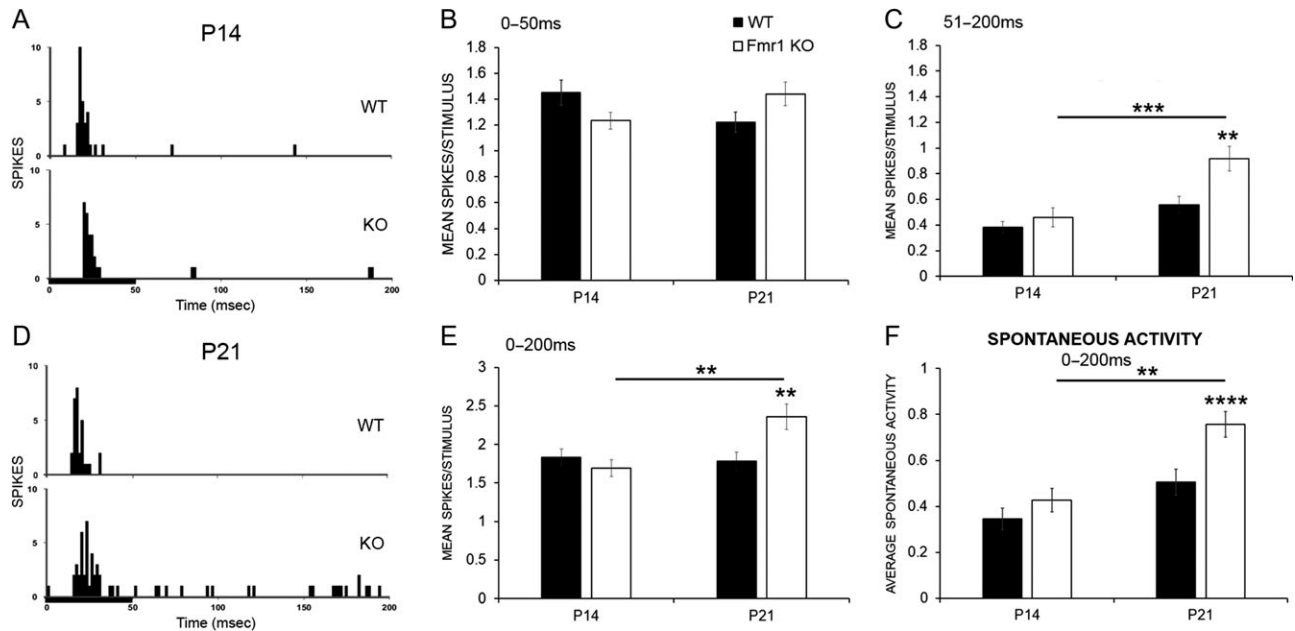 A
P14
10
5
0
WT
10
5
0
KO
SPIKES
0 50 100 150 200
Time (msec)
B
0–50ms
WT
Fmr1 KO
MEAN SPIKES/STIMULUS
1.8
1.6
1.4
1.2
1
0.8
0.6
0.4
0.2
0
P14 P21
C
51–200ms
MEAN SPIKES/STIMULUS
1.8
1.6
1.4
1.2
1
0.8
0.6
0.4
0.2
0
***
**
P14 P21
D
P21
10
5
0
WT
10
5
0
KO
SPIKES
0 50 100 150 200
Time (msec)
E
0–200ms
MEAN SPIKES/STIMULUS
3
2.5
2
1.5
1
0.5
0
**
**
P14 P21
F
SPONTANEOUS ACTIVITY
0–200ms
AVERAGE SPONTANEOUS ACTIVITY
1
0.8
0.6
0.4
0.2
0
**
****
P14 P21